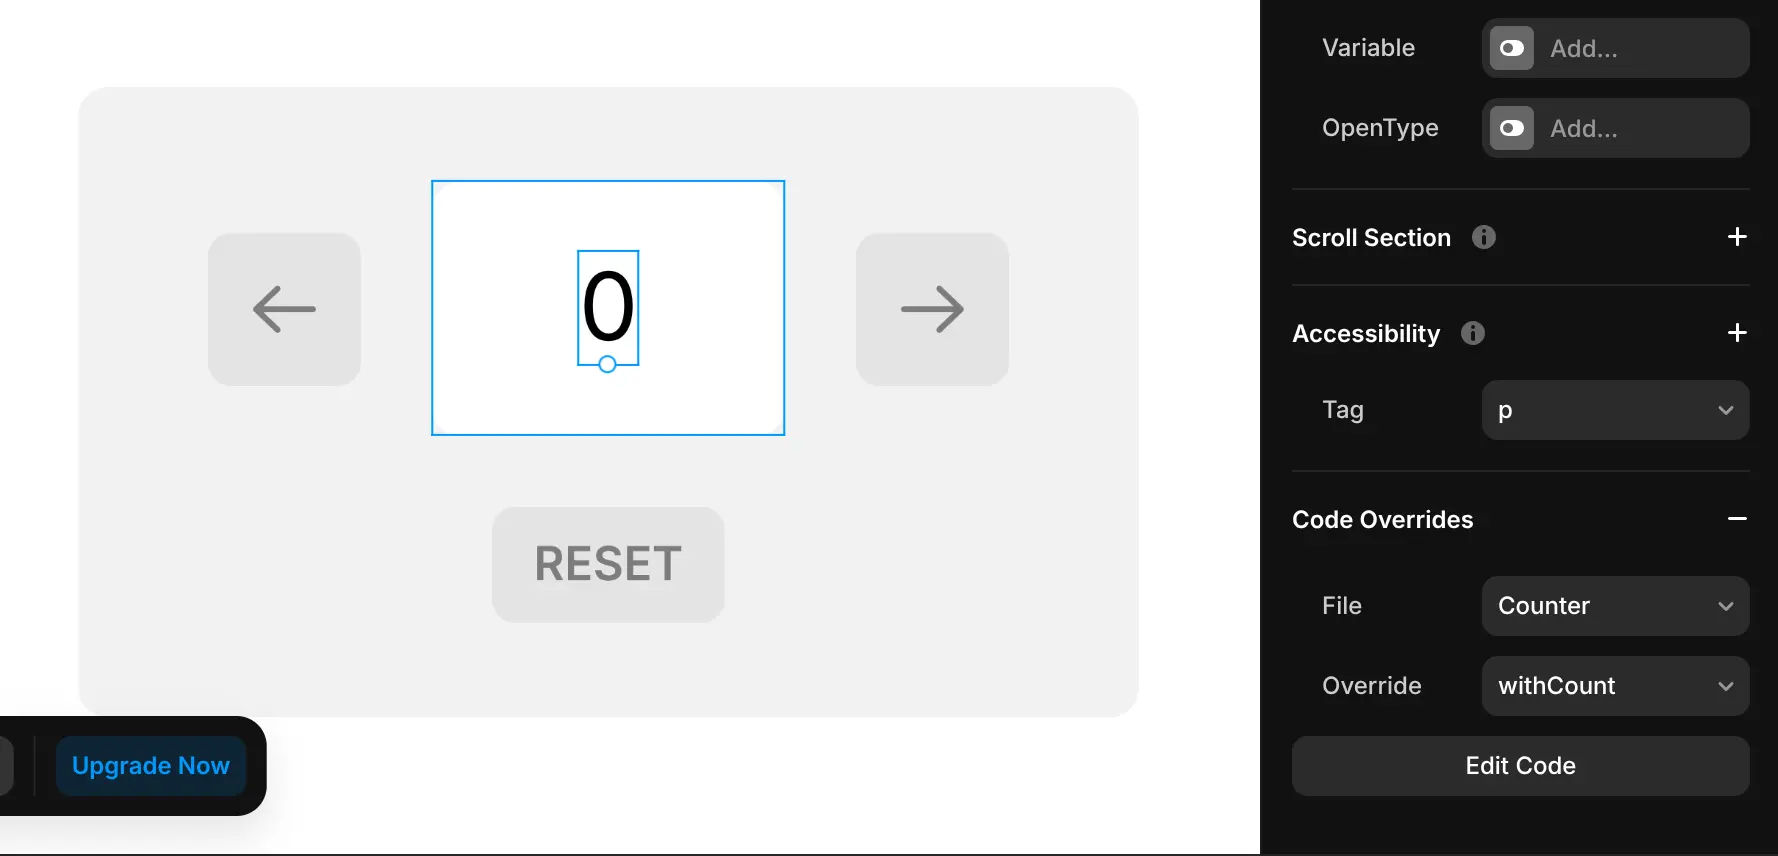 Variable
Add...
OpenType
Add...
Scroll Section
Accessibility
Tag
p
0
Code Overrides
RESET
File
Counter
Override
withCount
Upgrade Now
Edit Code